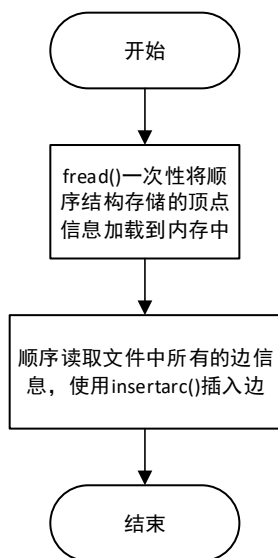 开始
fread()一次性将顺
序结构存储的顶点
信息加载到内存中
顺序读取文件中所有的边信
息，使用insertarc()插入边
结束